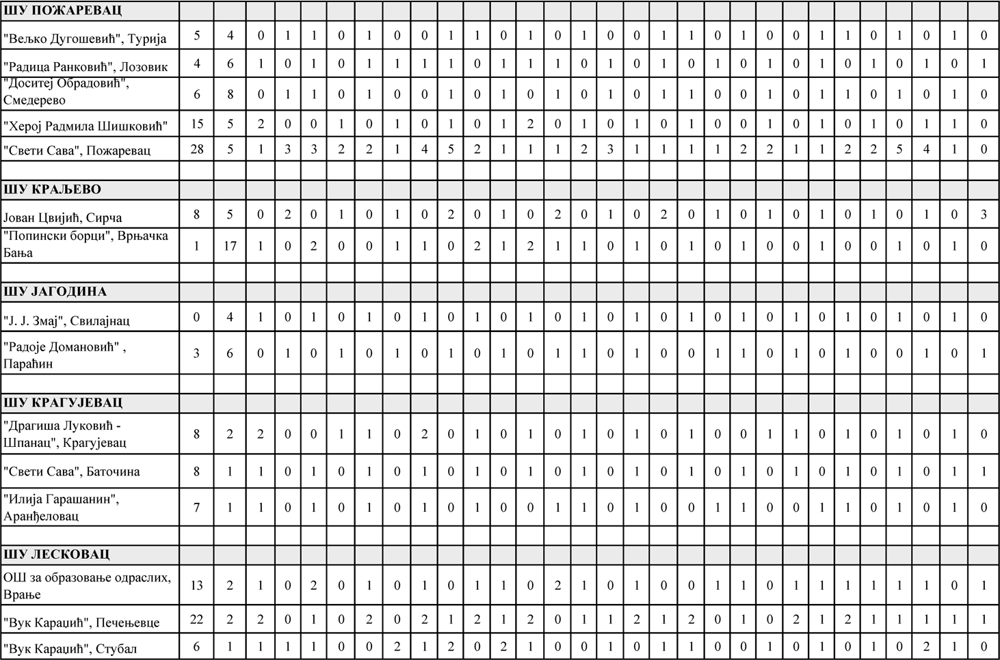 ШУ ПОЖАРЕВАЦ
"Вељко Дугошевић", Турија 5 4 0 1 1 0 1 0 0 1 1 0 1 0 1 0 0 1 1 0 1 0 0 1 1 0 1 0 1 0
"Радица Ранковић", Лозовик 4 6 1 0 1 0 1 1 1 1 0 1 1 1 0 1 0 1 0 1 0 1 0 1 0 1 0 1 0 1
"Доситеј Обрадовић",
Смедерево 6 8 0 1 1 0 1 0 0 1 0 1 0 1 0 1 0 1 1 0 0 1 0 0 1 1 0 1 0 1 0
"Херој Радмила Шишковић" 15 5 2 0 0 1 0 1 0 1 0 1 2 0 1 0 1 0 1 0 0 1 0 1 0 1 0 1 1 0
"Свети Сава", Пожаревац 28 5 1 3 3 2 2 1 4 5 2 1 1 1 2 3 1 1 1 1 2 2 1 1 2 2 5 4 1 0
ШУ КРАЉЕВО
Јован Цвијић, Сирча 8 5 0 2 0 1 0 1 0 2 0 1 0 2 0 1 0 2 0 1 0 1 0 1 0 1 0 1 0 3
"Попински борци", Врњачка
Бања 1 17 1 0 2 0 0 1 1 0 2 1 2 1 1 0 1 0 1 0 1 0 0 1 0 0 1 0 1 0
ШУ ЈАГОДИНА
"Ј. Ј. Змај", Свилајнац 0 4 1 0 1 0 1 0 1 0 1 0 1 0 1 0 1 0 1 0 1 0 1 0 1 0 1 0 1 0
"Радоје Домановић" ,
Параћин 3 6 0 1 0 1 0 1 0 1 0 1 0 1 1 0 1 0 0 1 1 0 1 0 1 0 0 1 0 1
ШУ КРАГУЈЕВАЦ
"Драгиша Луковић -
Шпанац", Крагујевац 8 2 2 0 0 1 1 0 2 0 1 0 1 0 1 0 1 0 1 0 0 1 1 0 1 0 1 0 1 0
"Свети Сава", Баточина 8 1 1 0 1 0 1 0 1 0 1 0 1 0 1 0 1 0 1 0 1 0 1 0 1 0 1 0 1 1
"Илија Гарашанин",
Аранђеловац 7 1 1 0 1 0 1 0 1 0 1 0 0 1 1 0 1 0 0 1 1 0 0 1 1 0 1 0 1 0
ШУ ЛЕСКОВАЦ
ОШ за образовање одраслих,
Врање 13 2 1 0 2 0 1 0 1 0 1 1 0 2 1 0 1 0 0 1 1 0 1 1 1 1 1 1 0 1
"Вук Караџић", Печењевце 22 2 2 0 1 0 2 0 2 1 2 1 2 0 1 1 2 1 2 0 1 0 2 1 2 1 1 1 1 1
"Вук Караџић", Стубал 6 1 1 1 1 0 0 2 1 2 0 2 1 0 0 1 0 1 1 0 0 1 0 1 0 1 0 2 1 0